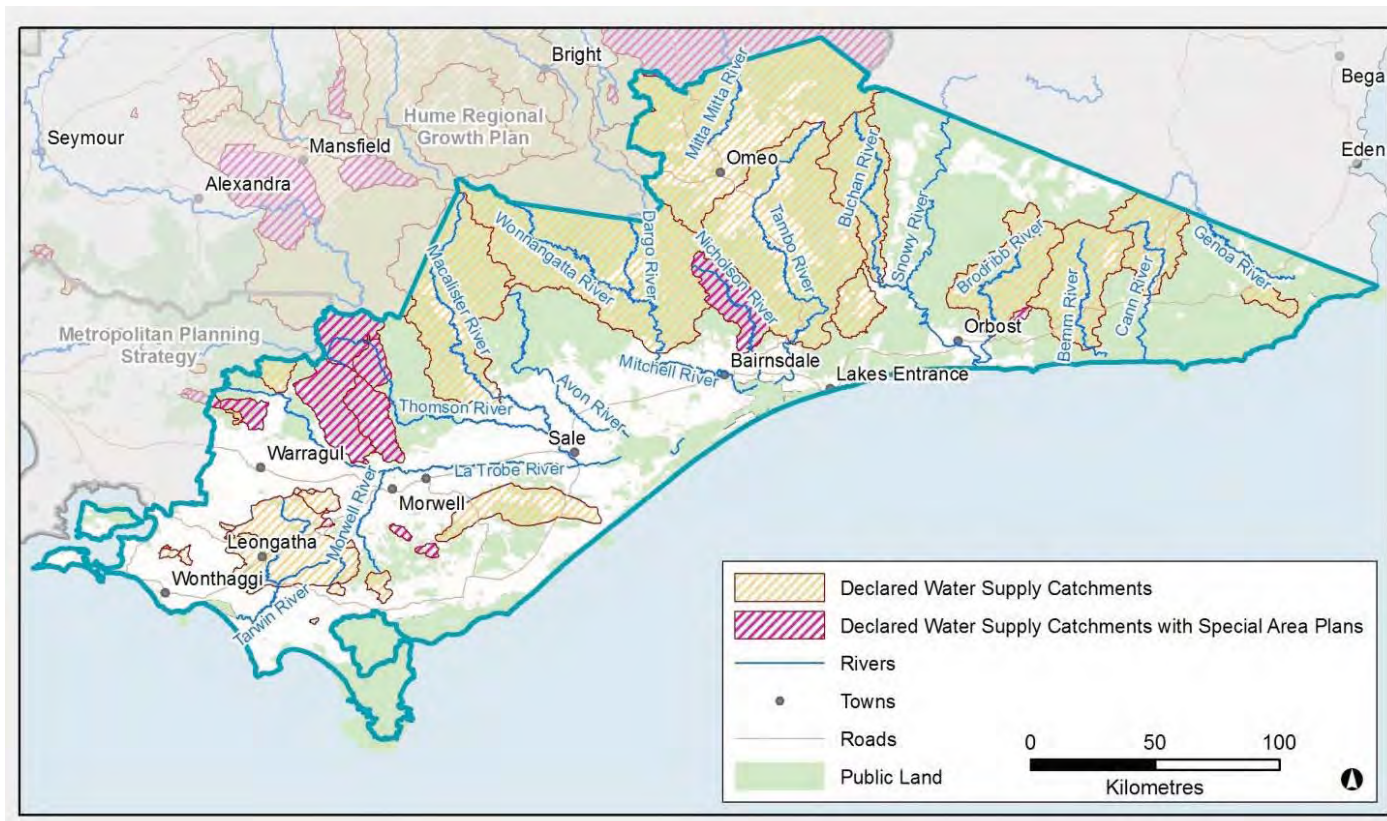 Bright
Bega
Mitta Mitta River
Hume Regional
Growth Plan
Seymour
Mansfield
Eden
Omeo
Buchan River
Alexandra
Snowy River
Tambo River
Dargo River
Wonnangatta River
Nicholson River
Genoa River
Brodribb River
Macalister River
Cann River
Bemm River
Metropolitan Planning
Strategy
Orbost
Bairnsdale
Mitchell River
Lakes Entrance
Avon River
Thomson River
Sale
Warragul
La Trobe River
Morwell
Morwell River
Leongatha
Wonthaggi
Tarwin River
Declared Water Supply Catchments
Declared Water Supply Catchments with Special Area Plans
Rivers
Towns
Roads
Public Land
0 50 100
Kilometres